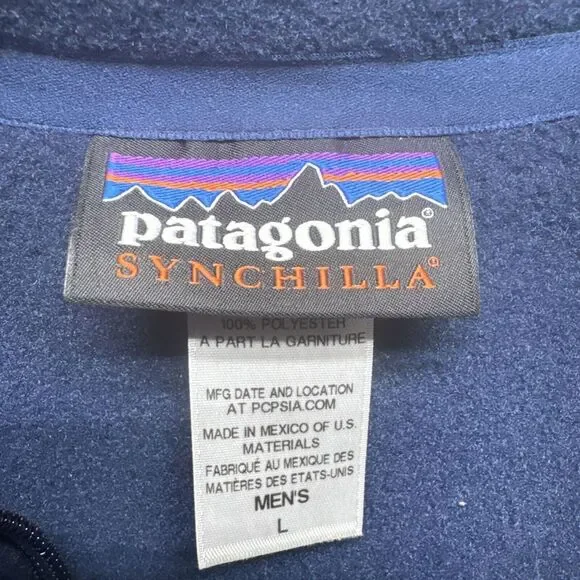 patagonia®
SYNCHILLA®
100% POLYESTER
À PART LA GARNITURE
MFG DATE AND LOCATION
AT PCPSIA.COM
MADE IN MEXICO OF U.S.
MATERIALS
FABRIQUÉ AU MEXIQUE DES
MATIÈRES DES ETATS-UNIS
MEN'S
L